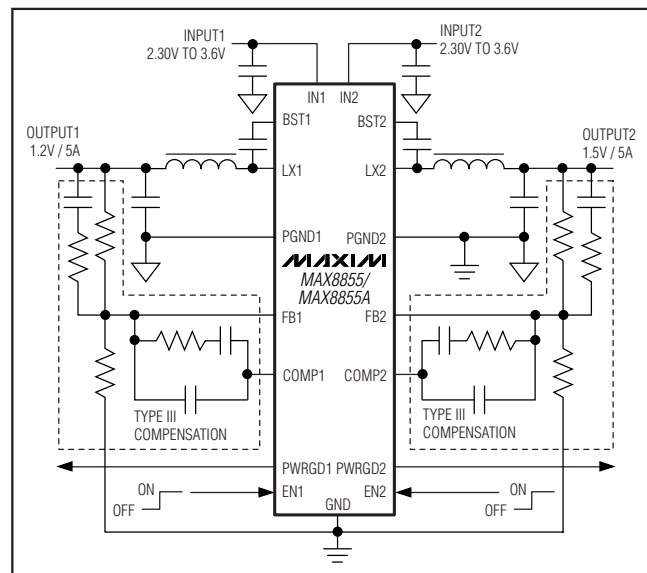 INPUT1
2.30V TO 3.6V
INPUT2
2.30V TO 3.6V
IN1
IN2
BST1
BST2
OUTPUT1
1.2V / 5A
OUTPUT2
1.5V / 5A
LX1
LX2
PGND1
PGND2
MAXIM
MAX8855/
MAX8855A
FB1
FB2
COMP1
COMP2
TYPE III
COMPENSATION
TYPE III
COMPENSATION
PWRGD1
PWRGD2
ON
OFF
EN1
EN2
ON
OFF
GND